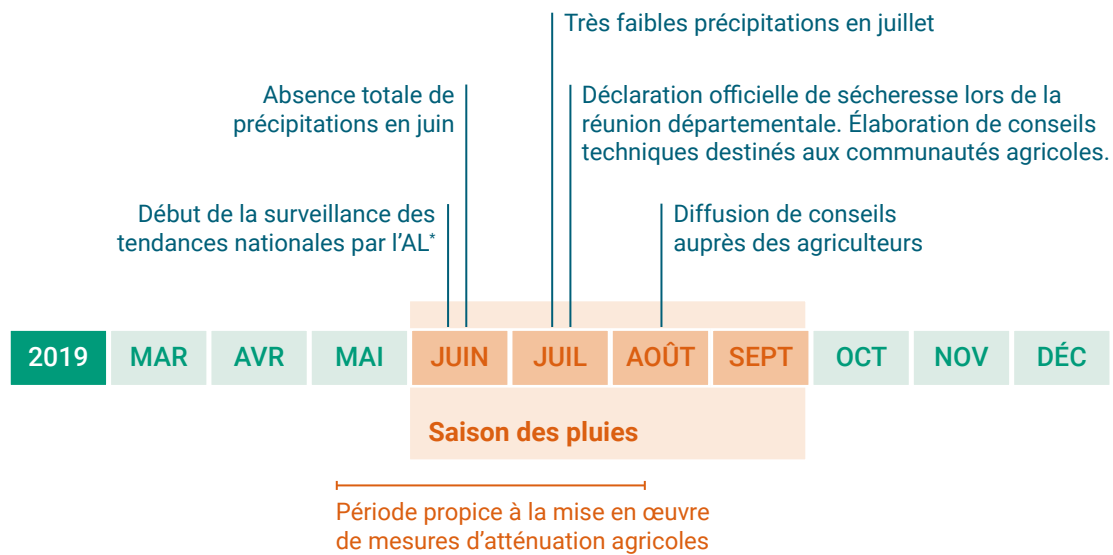 Très faibles précipitations en juillet
Absence totale de
précipitations en juin
Déclaration officielle de sécheresse lors de la
réunion départementale. Élaboration de conseils
techniques destinés aux communautés agricoles.
Début de la surveillance des
tendances nationales par l'AL*
Diffusion de conseils
auprès des agriculteurs
2019 MAR AVR MAI JUIN JUIL AOÛT SEPT OCT NOV DÉC
Saison des pluies
Période propice à la mise en œuvre
de mesures d'atténuation agricoles